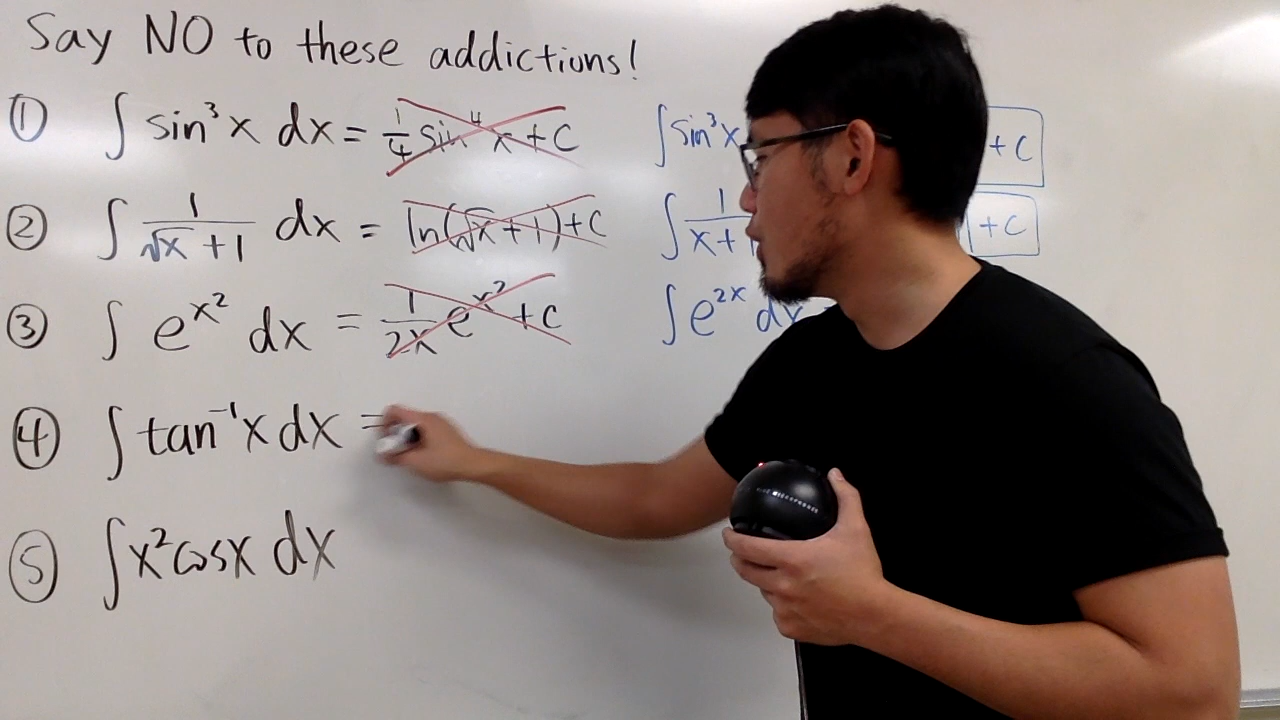 Say NO to these addictions!
① ∫ sin³x dx = 1/4 sin⁴x + C ∫sin³x + C
② ∫ 1/(√x + 1) dx = ln(√x + 1) + C ∫ 1/(x + 1 + C
③ ∫ e^(x²) dx = 1/(2x) e^(x²) + C ∫e^(2x) dx
④ ∫ tan⁻¹x dx =
⑤ ∫x²cosx dx